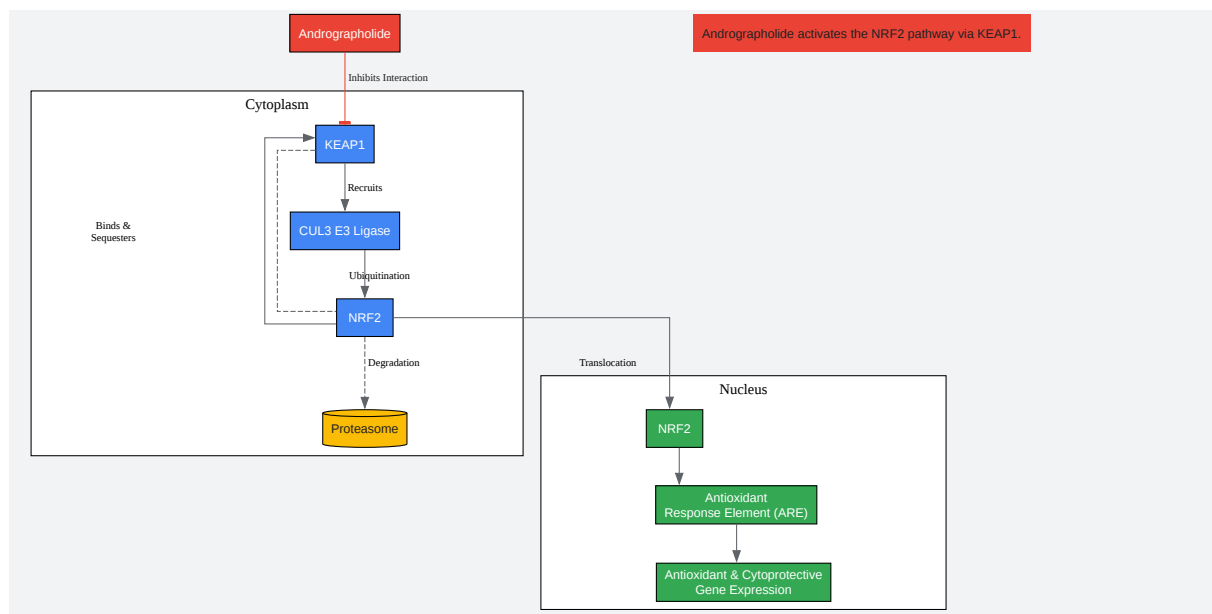 Andrographolide
Andrographolide activates the NRF2 pathway via KEAP1.
Inhibits Interaction
Cytoplasm
KEAP1
Recruits
Binds &
Sequesters
CUL3 E3 Ligase
Ubiquitination
NRF2
Degradation
Translocation
Proteasome
Nucleus
NRF2
Antioxidant
Response Element (ARE)
Antioxidant & Cytoprotective
Gene Expression